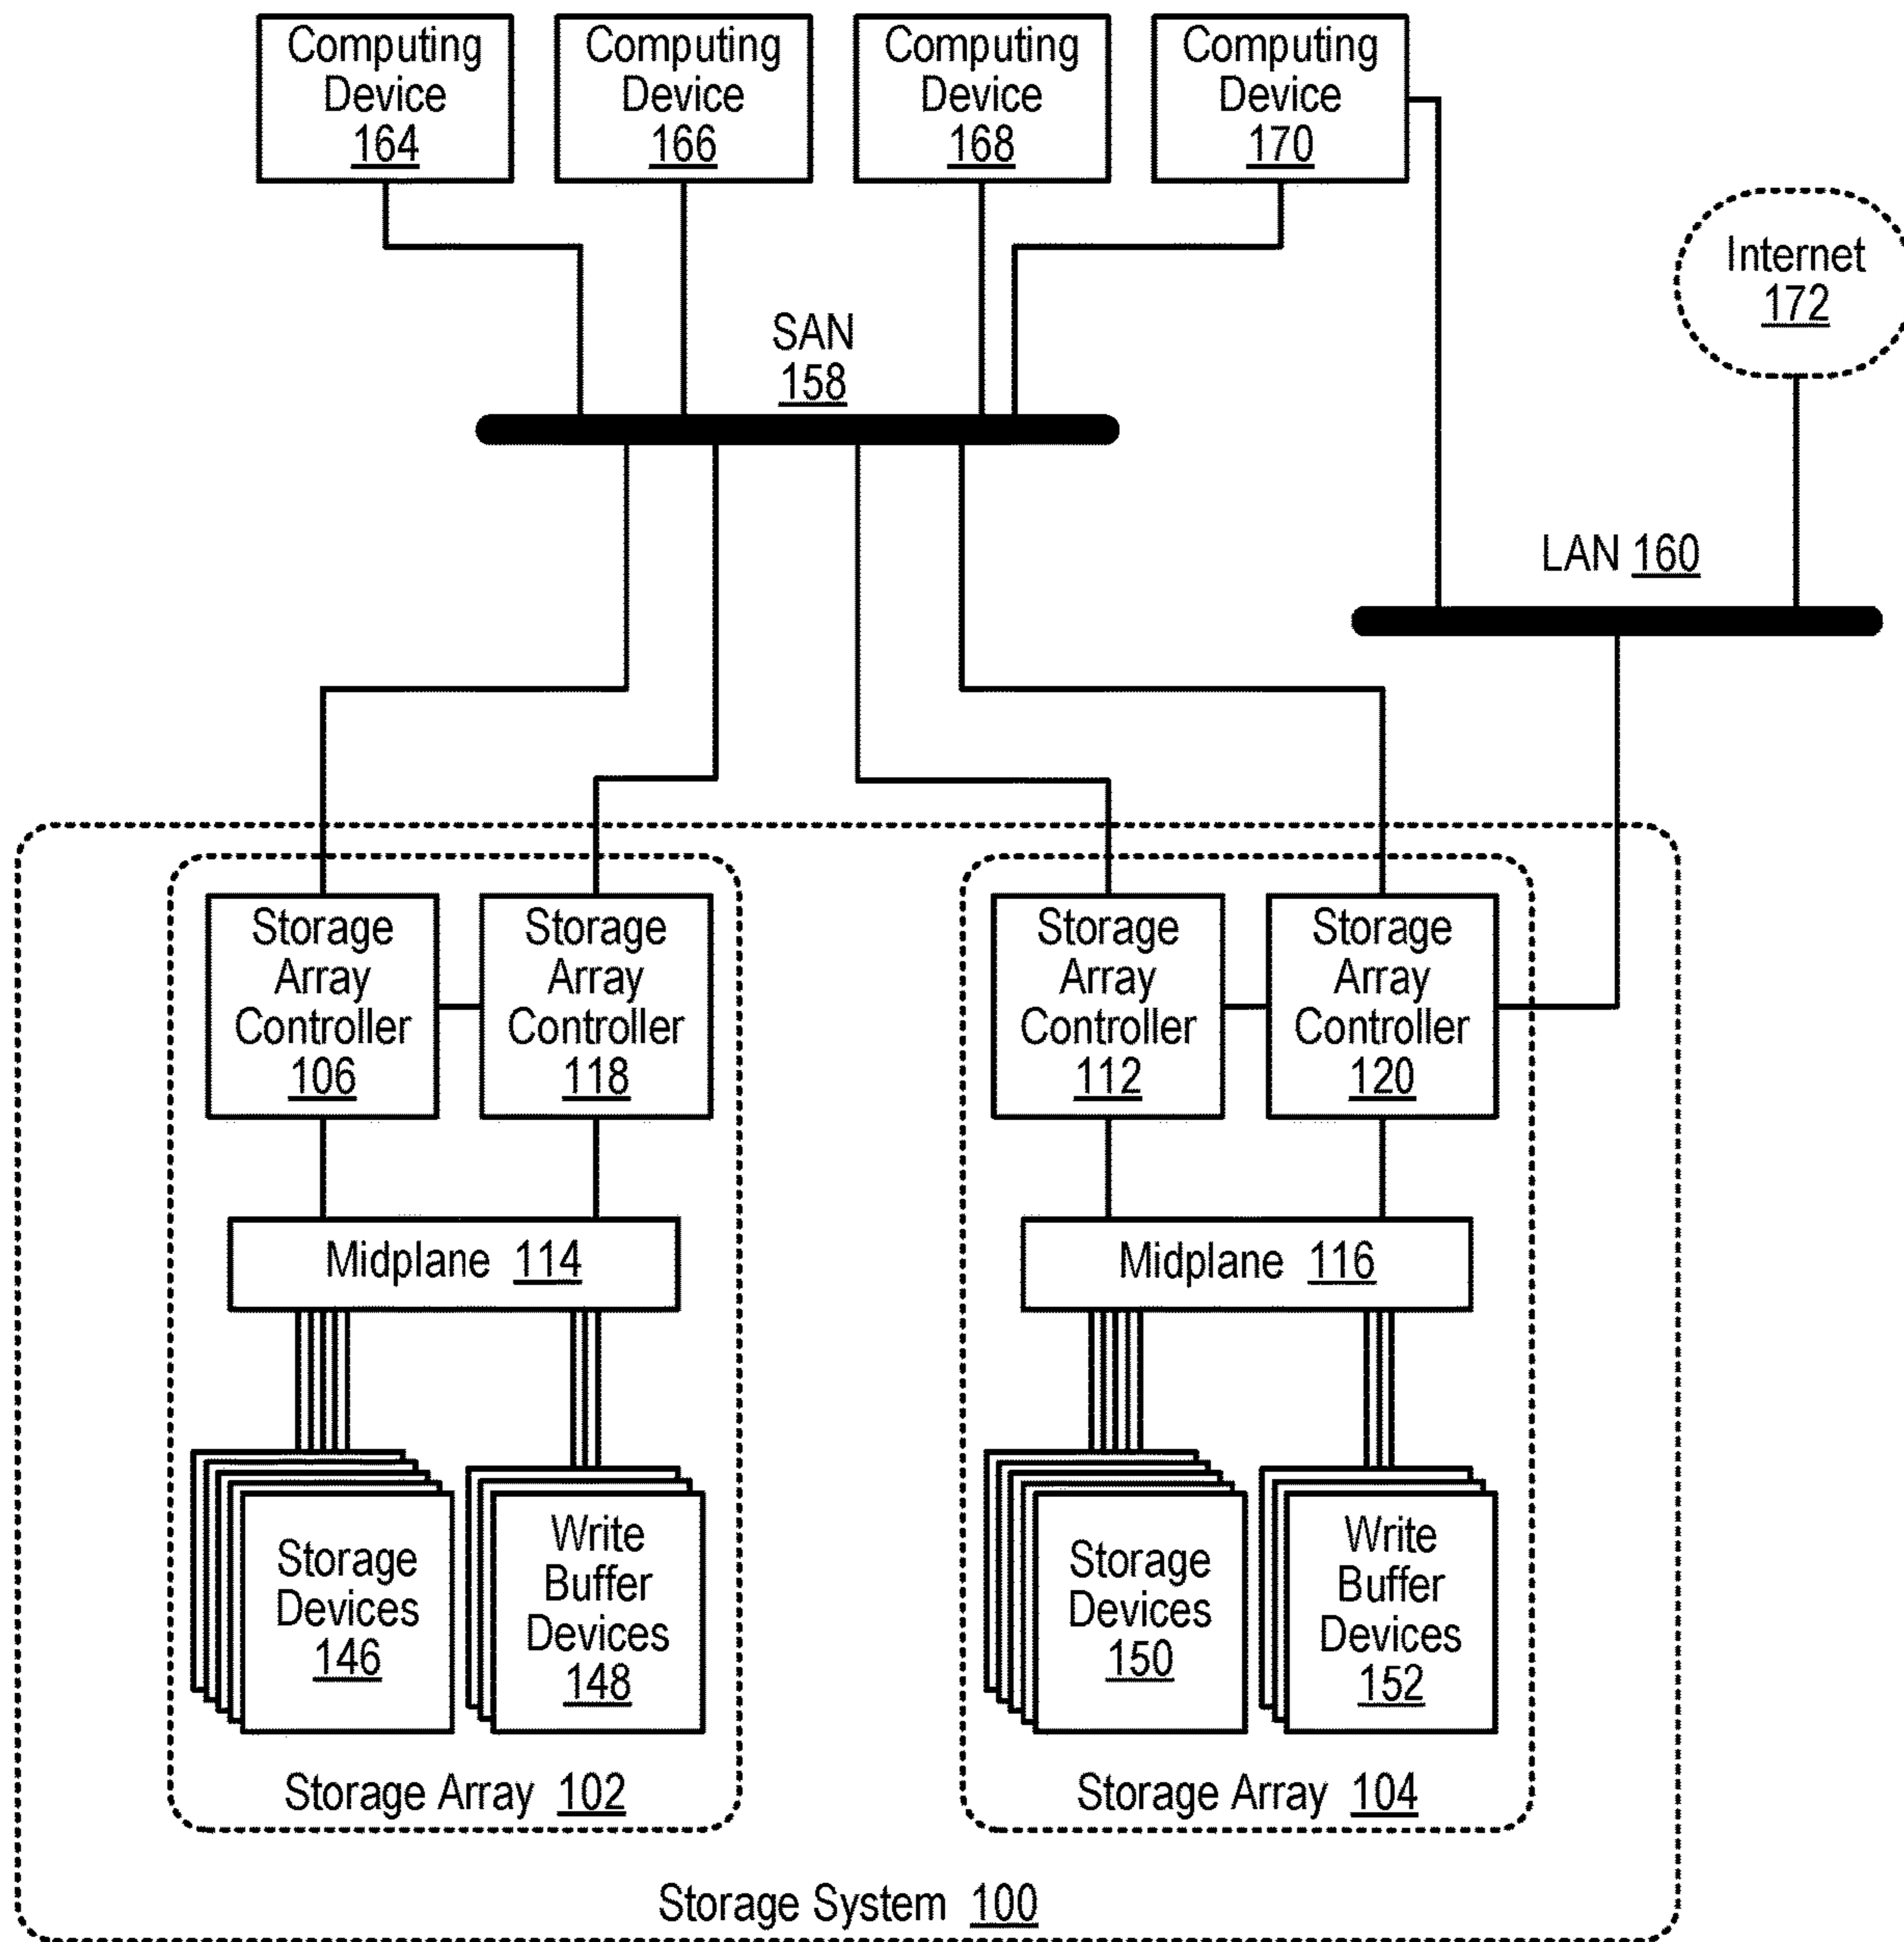 Computing
Device
164
Computing
Device
166
Computing
Device
168
Computing
Device
170
Internet
172
SAN
158
LAN 160
Storage
Array
Controller
106
Storage
Array
Controller
118
Storage
Array
Controller
112
Storage
Array
Controller
120
Midplane 114
Midplane 116
Storage
Devices
146
Write
Buffer
Devices
148
Storage
Devices
150
Write
Buffer
Devices
152
Storage Array 102
Storage Array 104
Storage System 100